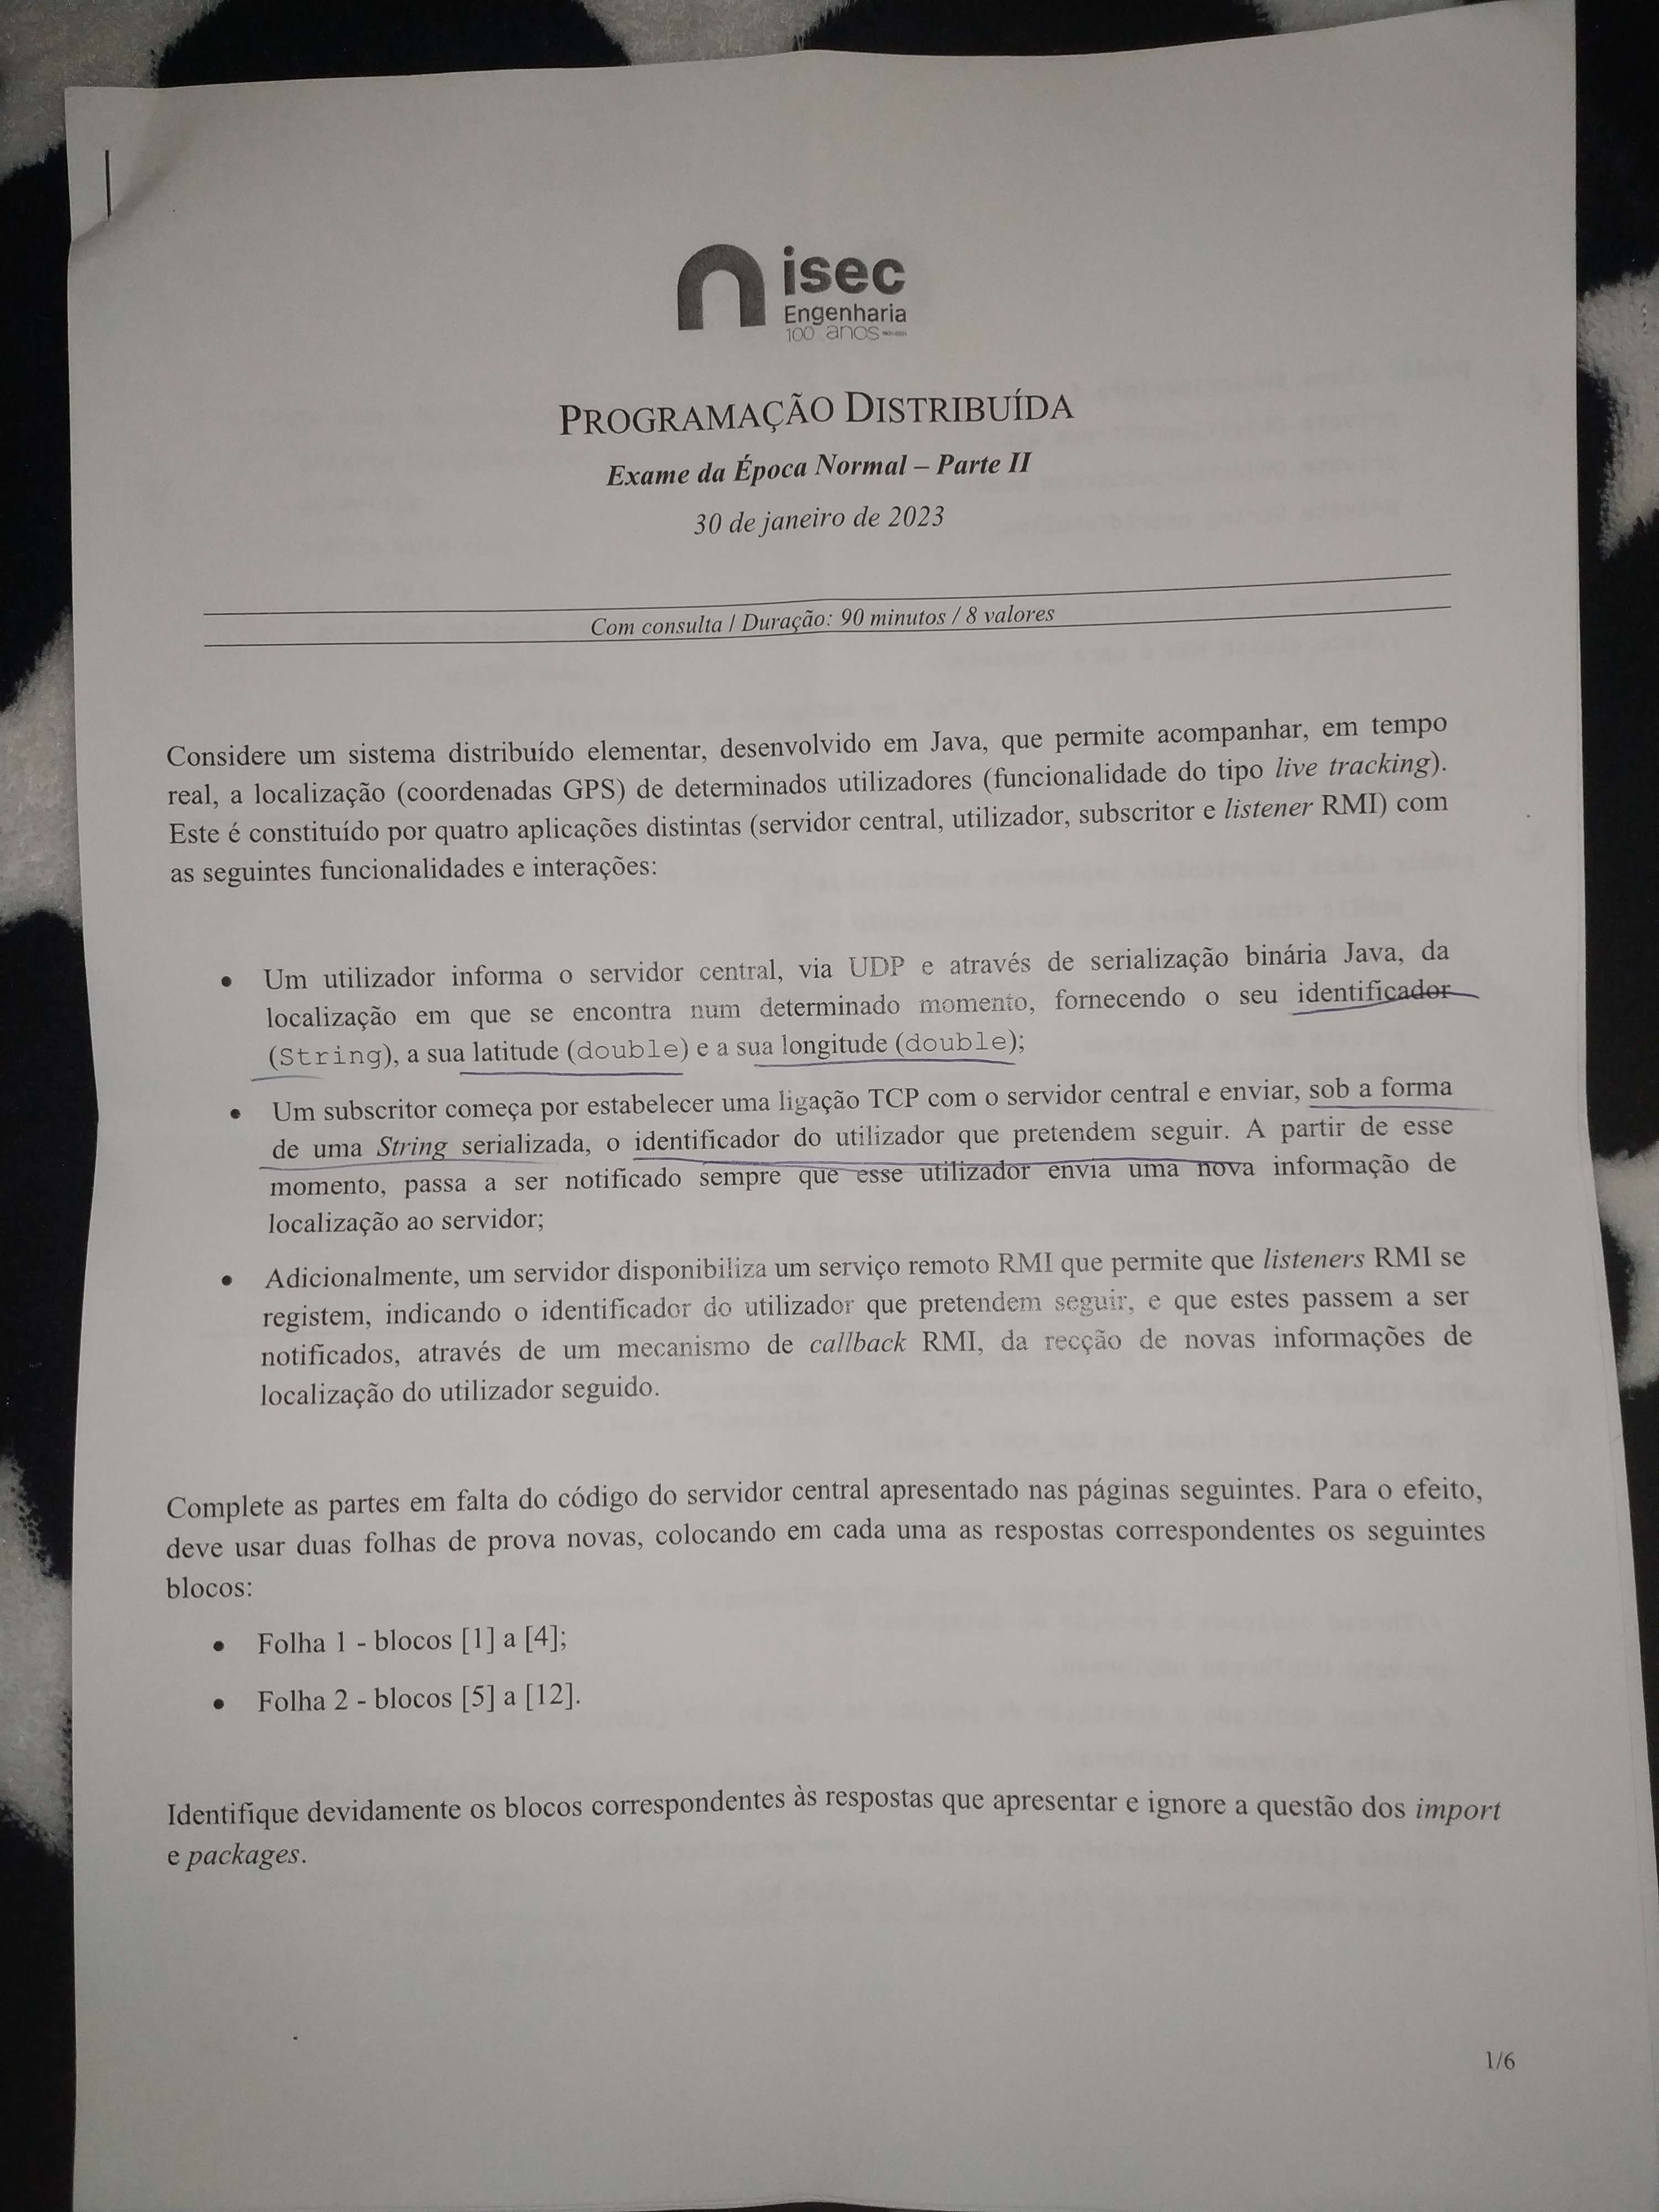 isec
Engenharia
100 anos
PROGRAMAÇÃO DISTRIBUÍDA
Exame da Época Normal – Parte II
30 de janeiro de 2023
Com consulta / Duração: 90 minutos / 8 valores
Considere um sistema distribuído elementar, desenvolvido em Java, que permite acompanhar, em tempo
real, a localização (coordenadas GPS) de determinados utilizadores (funcionalidade do tipo live tracking).
Este é constituído por quatro aplicações distintas (servidor central, utilizador, subscritor e listener RMI) com
as seguintes funcionalidades e interações:
• Um utilizador informa o servidor central, via UDP e através de serialização binária Java, da
localização em que se encontra num determinado momento, fornecendo o seu identificador
(String), a sua latitude (double) e a sua longitude (double);
• Um subscritor começa por estabelecer uma ligação TCP com o servidor central e enviar, sob a forma
de uma String serializada, o identificador do utilizador que pretendem seguir. A partir de esse
momento, passa a ser notificado sempre que esse utilizador envia uma nova informação de
localização ao servidor;
• Adicionalmente, um servidor disponibiliza um serviço remoto RMI que permite que listeners RMI se
registem, indicando o identificador do utilizador que pretendem seguir, e que estes passem a ser
notificados, através de um mecanismo de callback RMI, da recção de novas informações de
localização do utilizador seguido.
Complete as partes em falta do código do servidor central apresentado nas páginas seguintes. Para o efeito,
deve usar duas folhas de prova novas, colocando em cada uma as respostas correspondentes os seguintes
blocos:
• Folha 1 - blocos [1] a [4];
• Folha 2 - blocos [5] a [12].
Identifique devidamente os blocos correspondentes às respostas que apresentar e ignore a questão dos import
e packages.
1/6